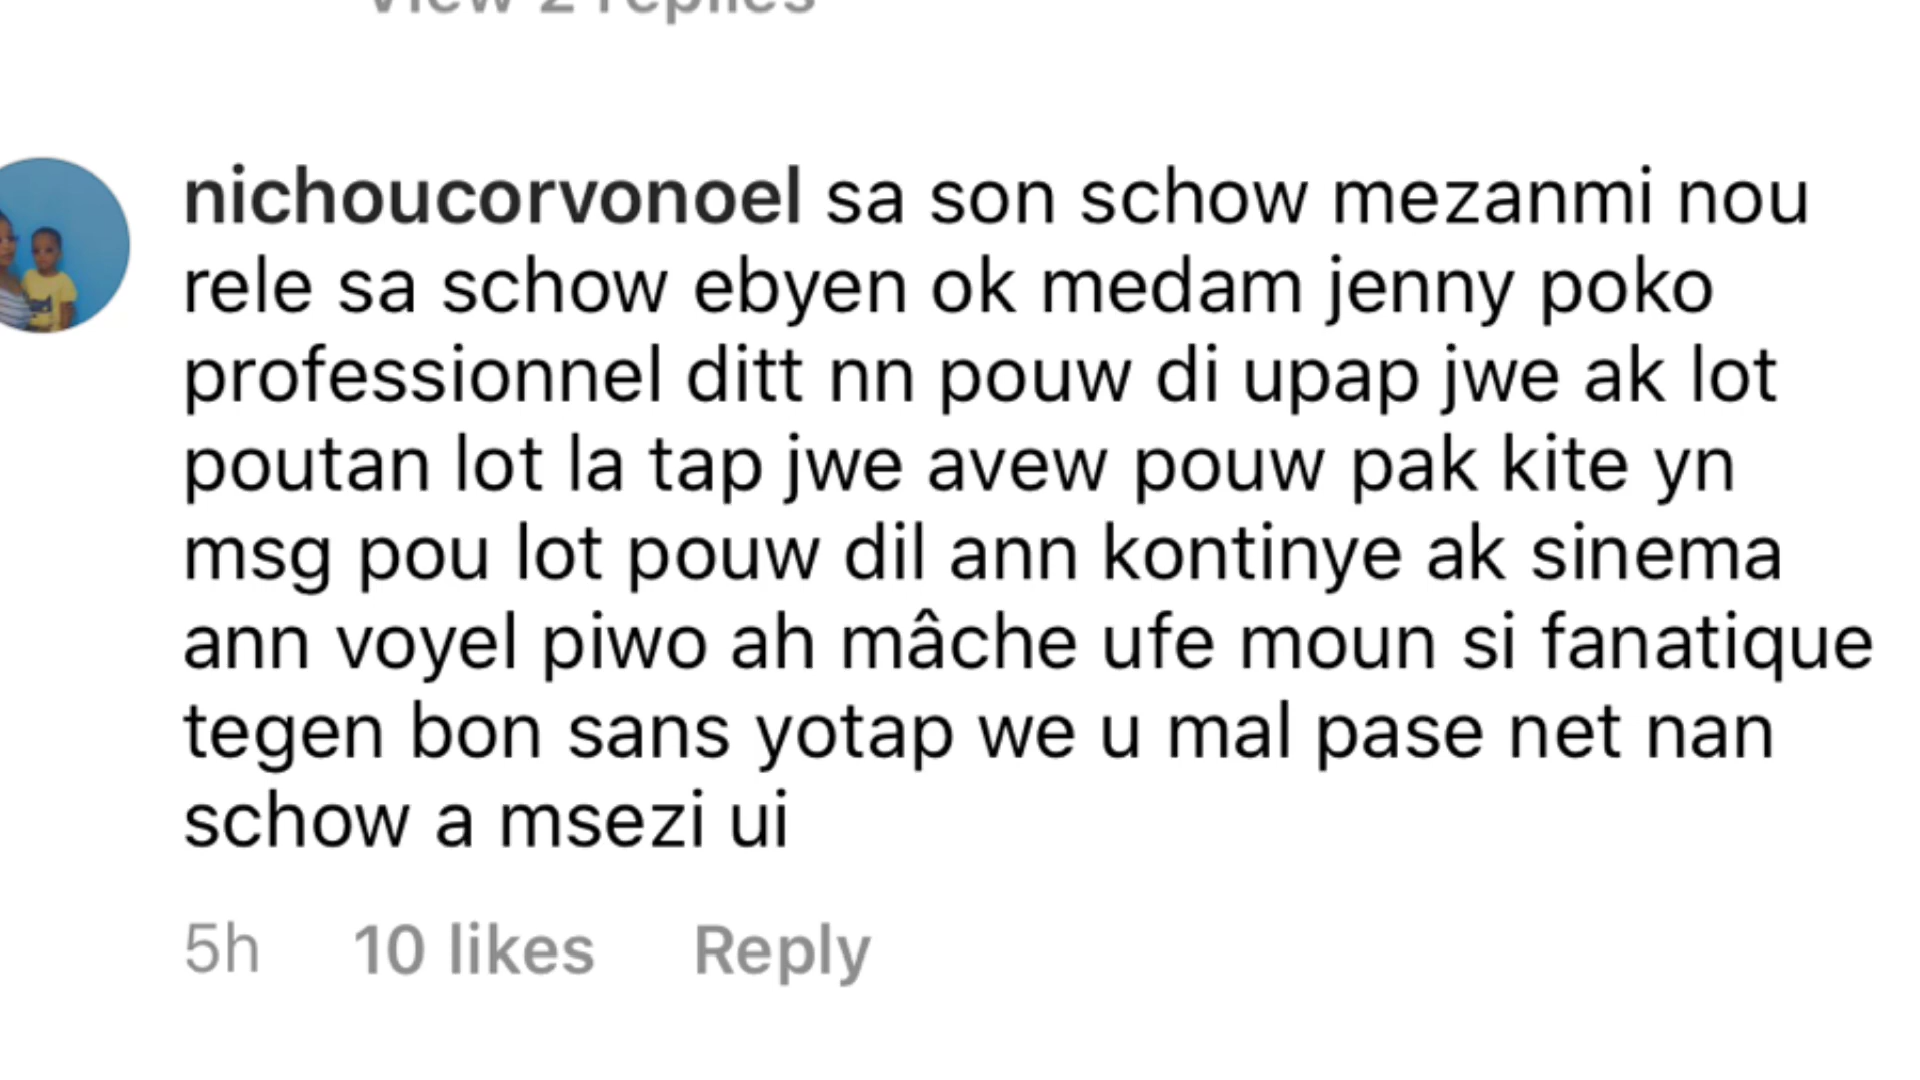 View 2 replies
nichoucorvonoel sa son schow mezanmi nou
rele sa schow ebyen ok medam jenny poko
professionnel ditt nn pouw di upap jwe ak lot
poutan lot la tap jwe avew pouw pak kite yn
msg pou lot pouw dil ann kontinye ak sinema
ann voyel piwo ah mâche ufe moun si fanatique
tegen bon sans yotap we u mal pase net nan
schow a msezi ui
5h 10 likes Reply